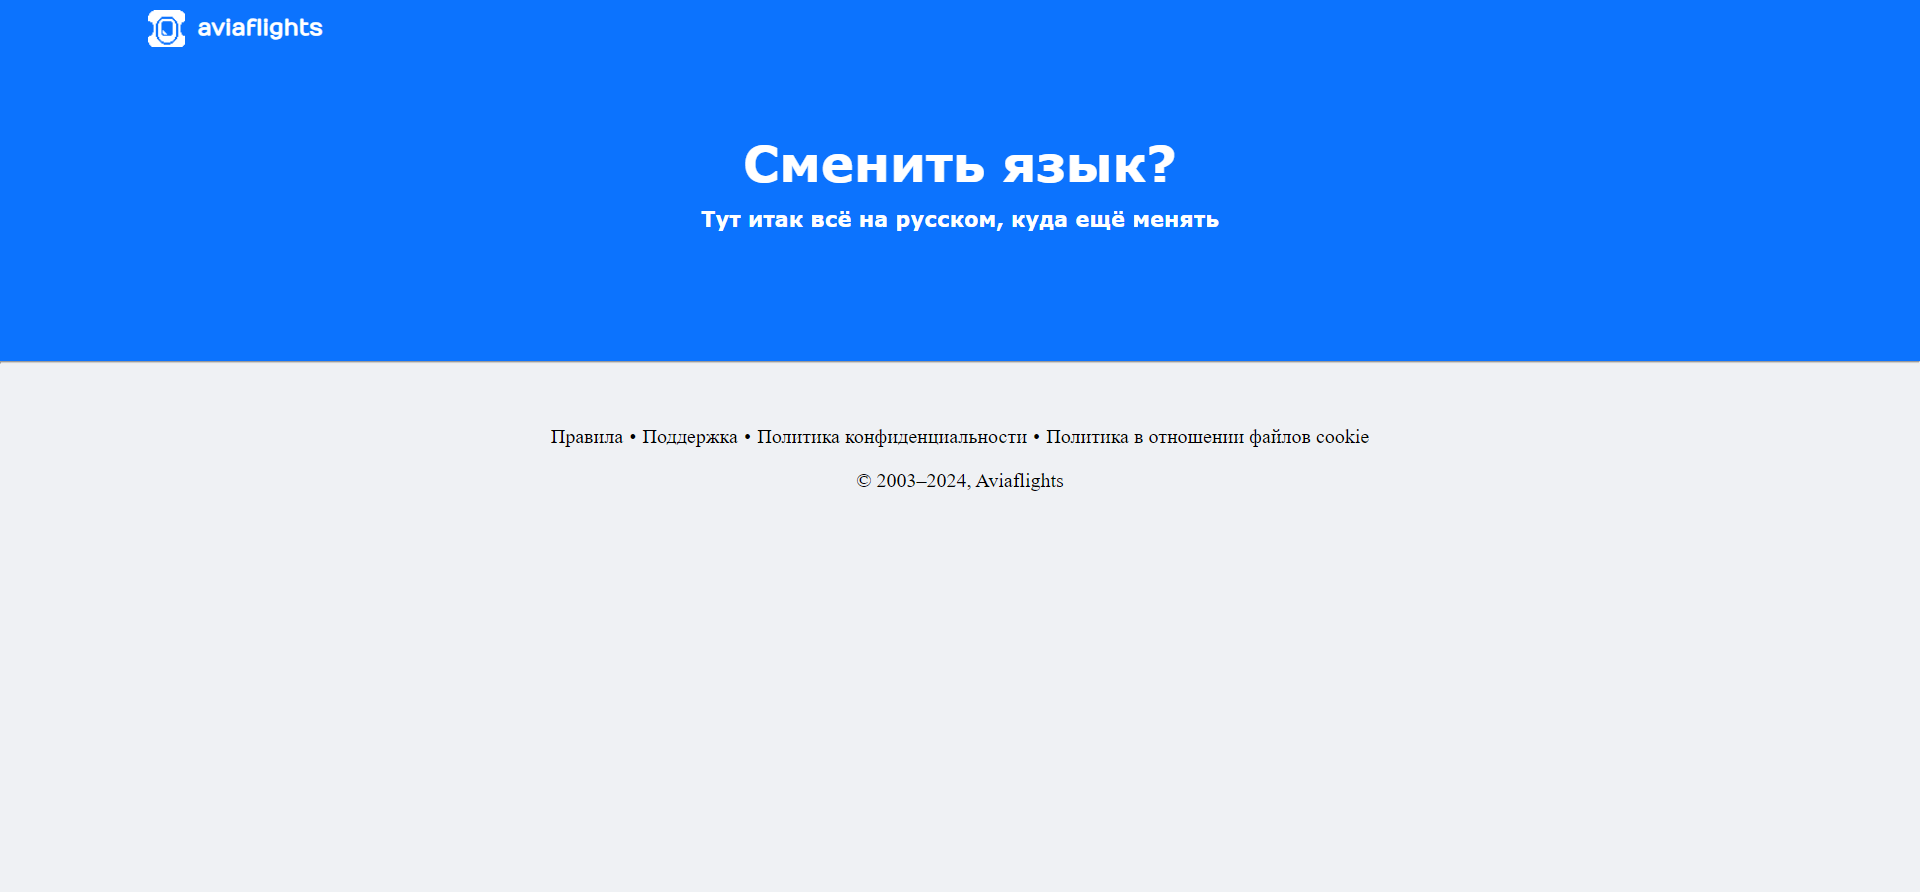 aviaflights
Сменить язык?
Тут итак всё на русском, куда ещё менять
Правила • Поддержка • Политика конфиденциальности • Политика в отношении файлов cookie
© 2003–2024, Aviaflights